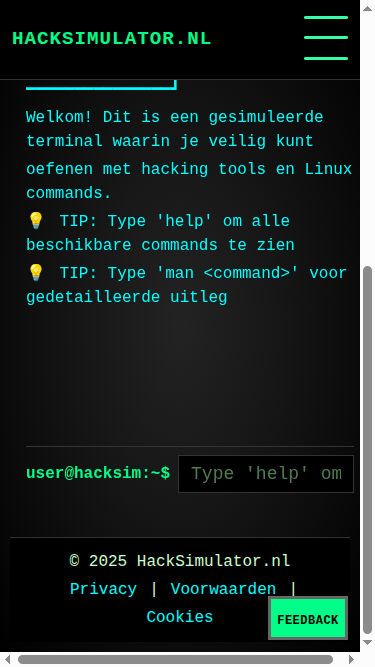 HACKSIMULATOR.NL
Welkom! Dit is een gesimuleerde
terminal waarin je veilig kunt
oefenen met hacking tools en Linux
commands.
💡 TIP: Type 'help' om alle
beschikbare commands te zien
💡 TIP: Type 'man <command>' voor
gedetailleerde uitleg
user@hacksim:~$ Type 'help' om
© 2025 HackSimulator.nl
Privacy | Voorwaarden |
Cookies
FEEDBACK